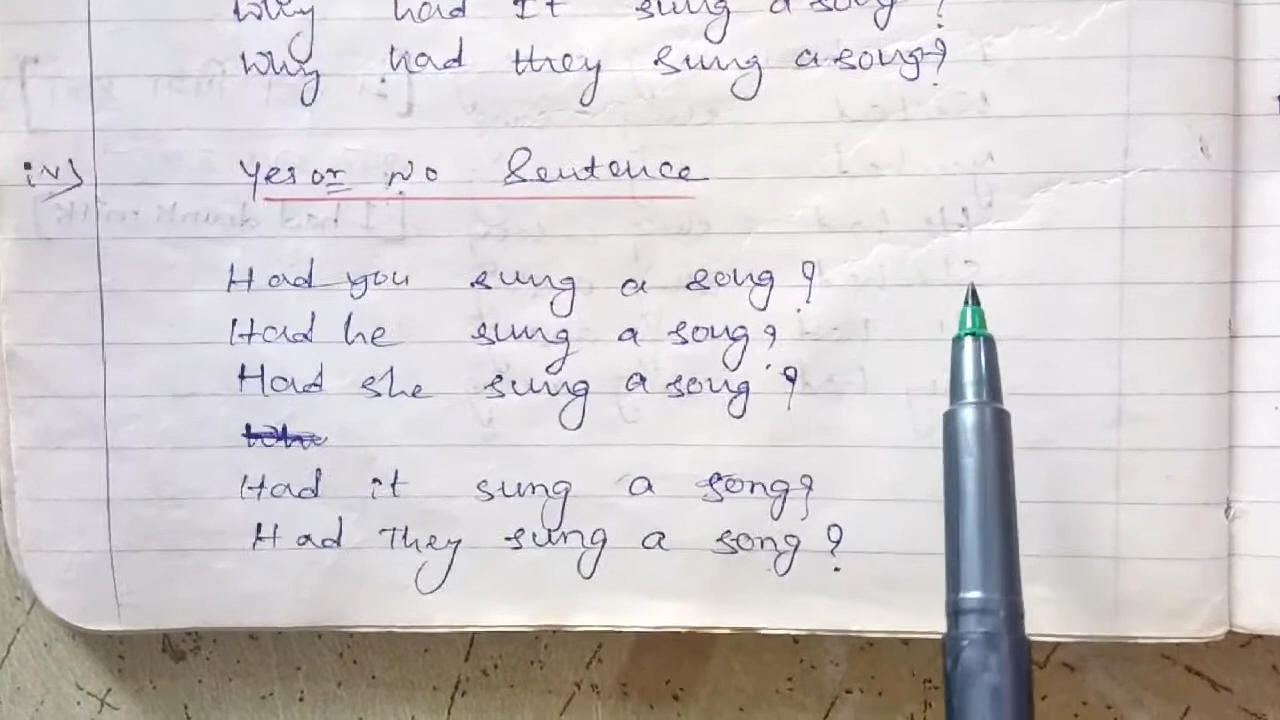 Why had It sung a song?
Why had they sung a song?
iv) Yes or No Sentence
Had you sung a song?
Had he sung a song?
Had she sung a song?
Had it sung a song?
Had They sung a song?